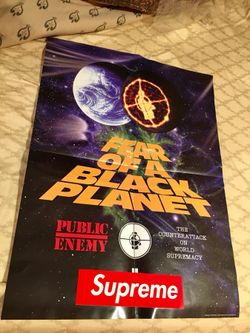 FEAR
OF A
BLACK
PLANET
PUBLIC
ENEMY
THE
COUNTERATTACK
ON
WORLD
SUPREMACY
Supreme